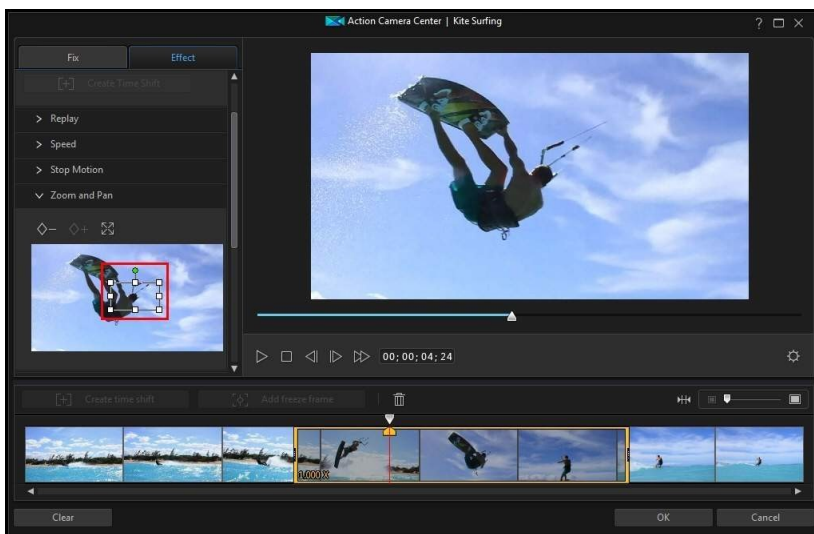 Action Camera Center | Kite Surfing
Fix Effect
[+] Create Time Shift
> Replay
> Speed
> Stop Motion
Zoom and Pan
00; 00; 04; 24
[+] Create time shift Add freeze frame
1.000 X
Clear OK Cancel